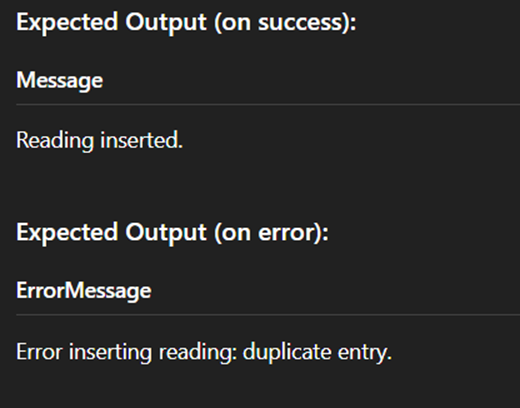 Expected Output (on success):
Message
Reading inserted.
Expected Output (on error):
ErrorMessage
Error inserting reading: duplicate entry.